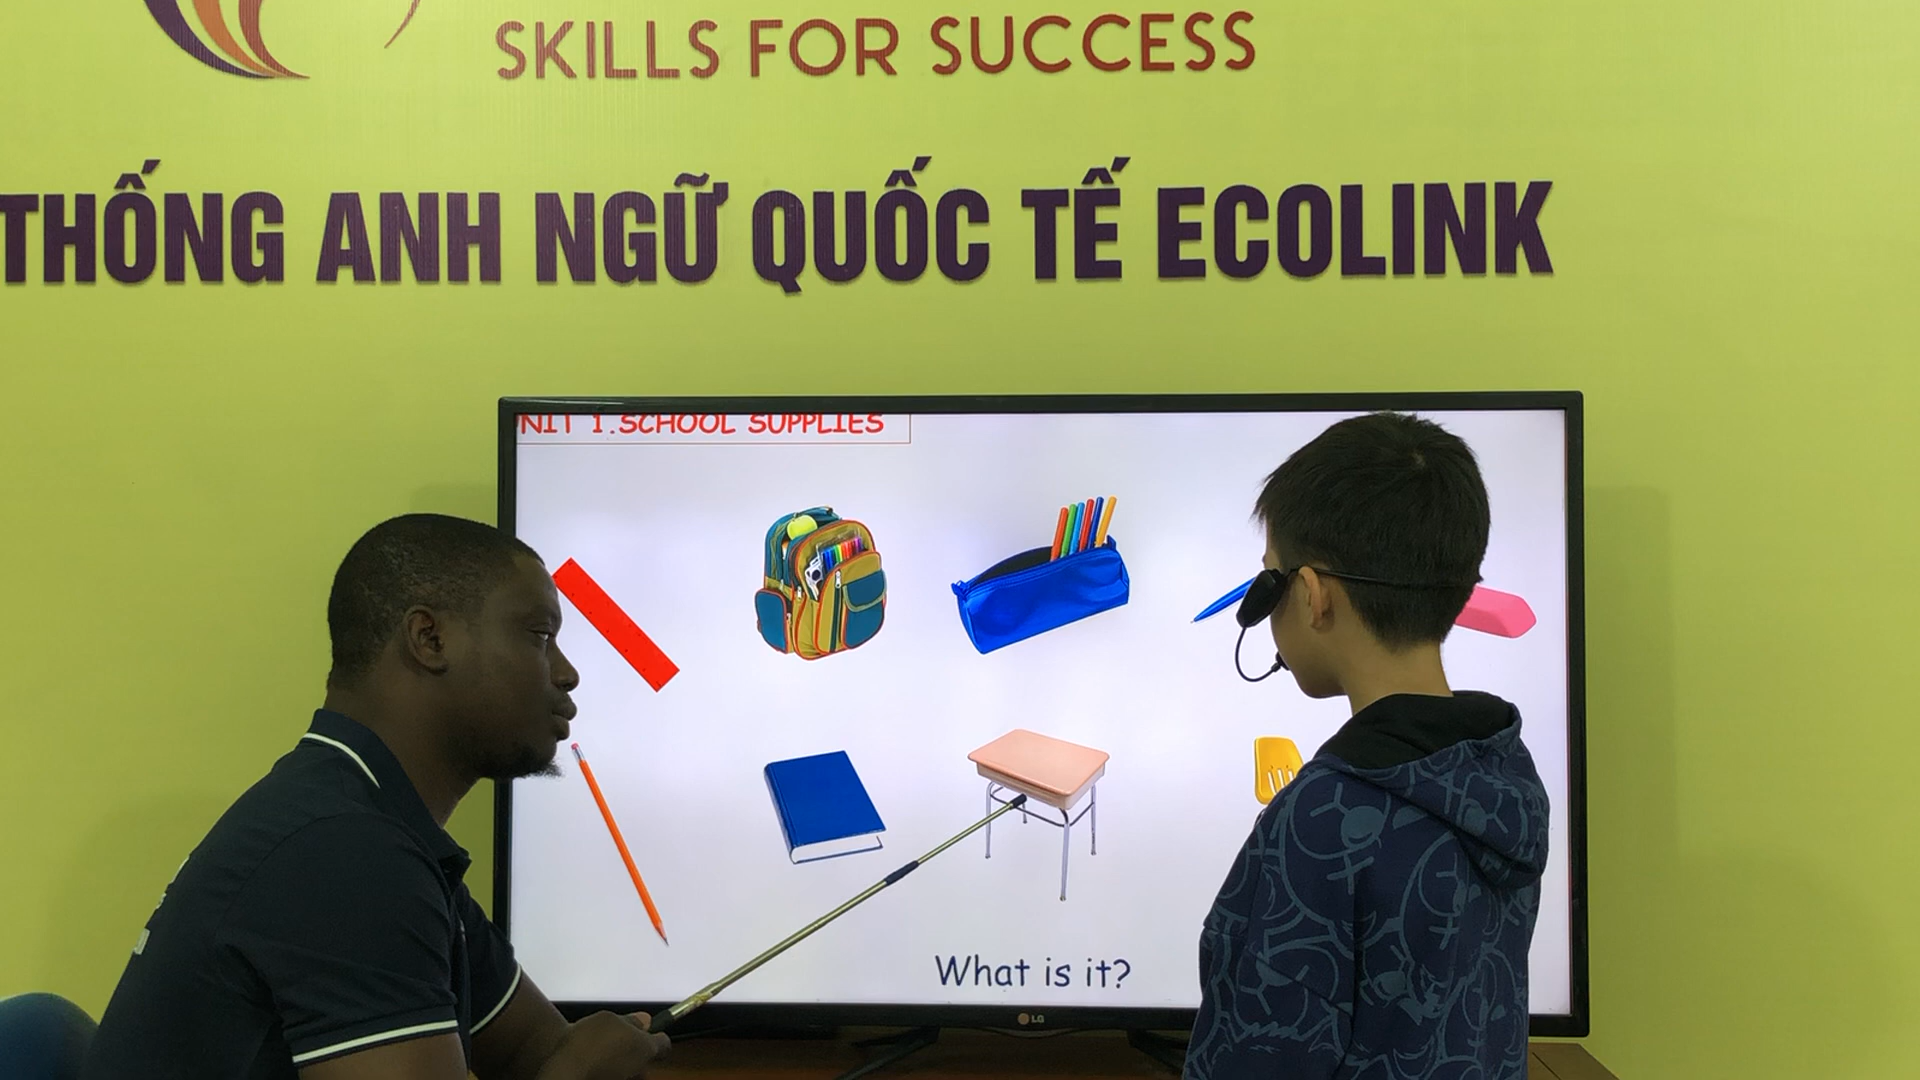 SKILLS FOR SUCCESS
THỐNG ANH NGỮ QUỐC TẾ ECOLINK
NIT 1.SCHOOL SUPPLIES
What is it?
LG